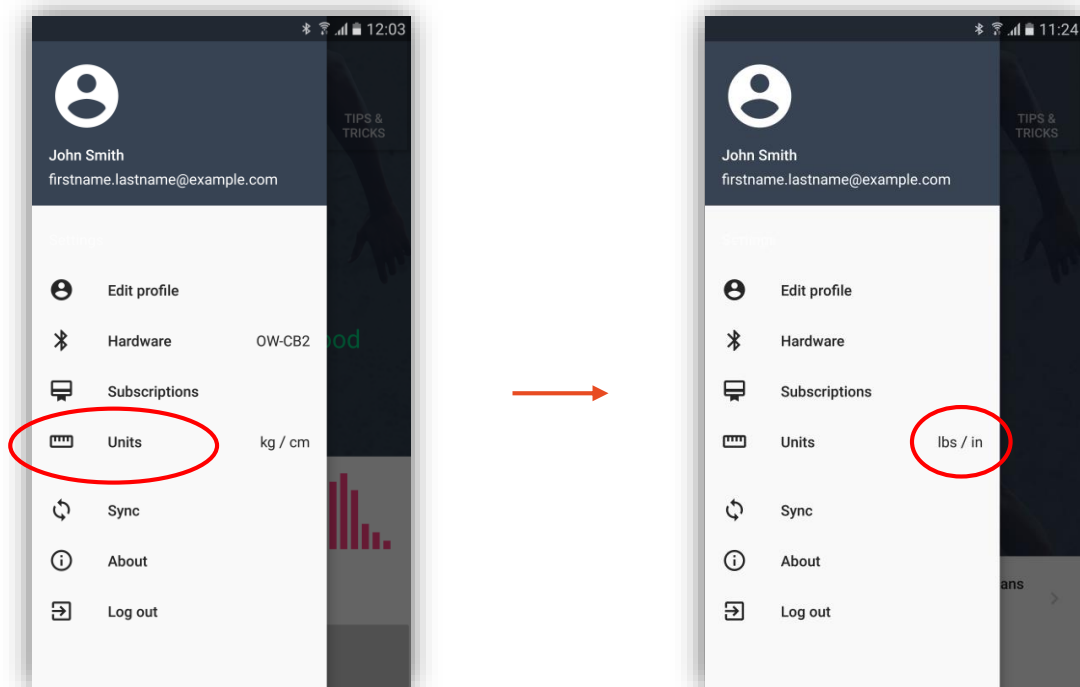 12:03
TIPS &
TRICKS
John Smith
firstname.lastname@example.com
Edit profile
Hardware OW-CB2
ood
Subscriptions
Units kg / cm
Sync
About
Log out
11:24
TIPS &
TRICKS
John Smith
firstname.lastname@example.com
Edit profile
Hardware
Subscriptions
Units lbs / in
Sync
About
ans
Log out